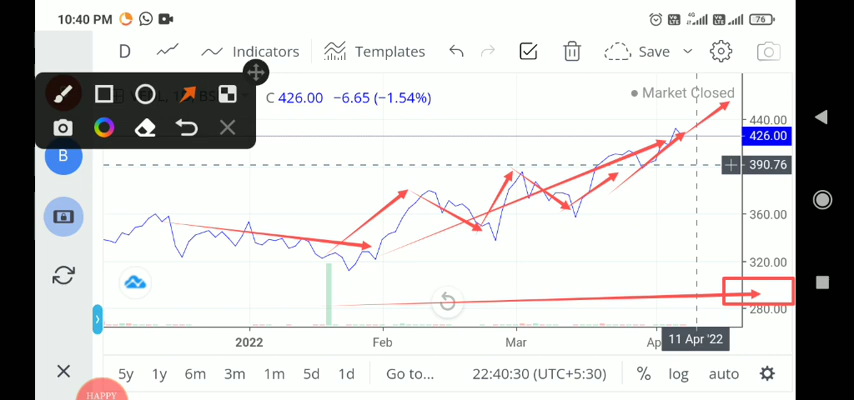 10:40 PM
4G
76
D
Indicators
Templates
Save
C 426.00 −6.65 (−1.54%)
Market Closed
440.00
426.00
390.76
360.00
320.00
280.00
B
2022
Feb
Mar
11 Apr '22
5y 1y 6m 3m 1m 5d 1d Go to... 22:40:30 (UTC+5:30) % log auto
HAPPY